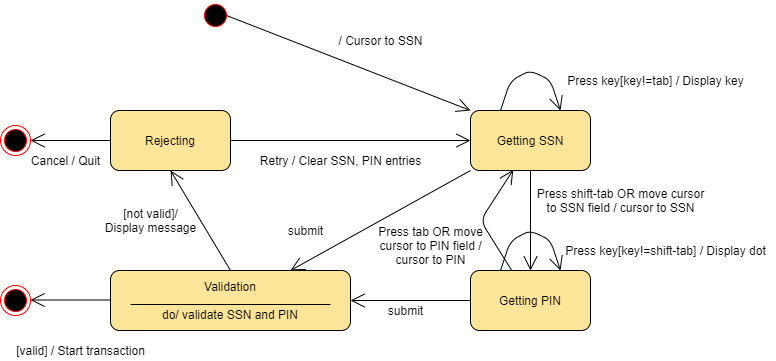 / Cursor to SSN
Press key[key!=tab] / Display key
Rejecting
Getting SSN
Cancel / Quit
Retry / Clear SSN, PIN entries
Press shift-tab OR move cursor
to SSN field / cursor to SSN
[not valid]/
Display message
submit
Press tab OR move
cursor to PIN field /
cursor to PIN
Press key[key!=shift-tab] / Display dot
Validation
do/ validate SSN and PIN
submit
Getting PIN
[valid] / Start transaction